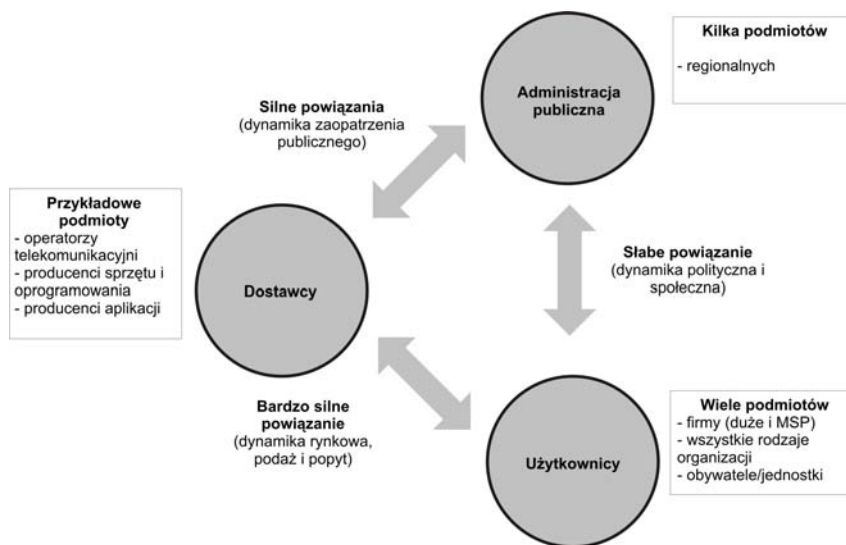 Kilka podmiotów
- regionalnych
Administracja
publiczna
Silne powiązania
(dynamika zaopatrzenia
publicznego)
Przykładowe
podmioty
- operatorzy
telekomunikacyjni
- producenci sprzętu i
oprogramowania
- producenci aplikacji
Dostawcy
Słabe powiązanie
(dynamika polityczna i
społeczna)
Bardzo silne
powiązanie
(dynamika rynkowa,
podaż i popyt)
Użytkownicy
Wiele podmiotów
- firmy (duże i MSP)
- wszystkie rodzaje
organizacji
- obywatele/jednostki